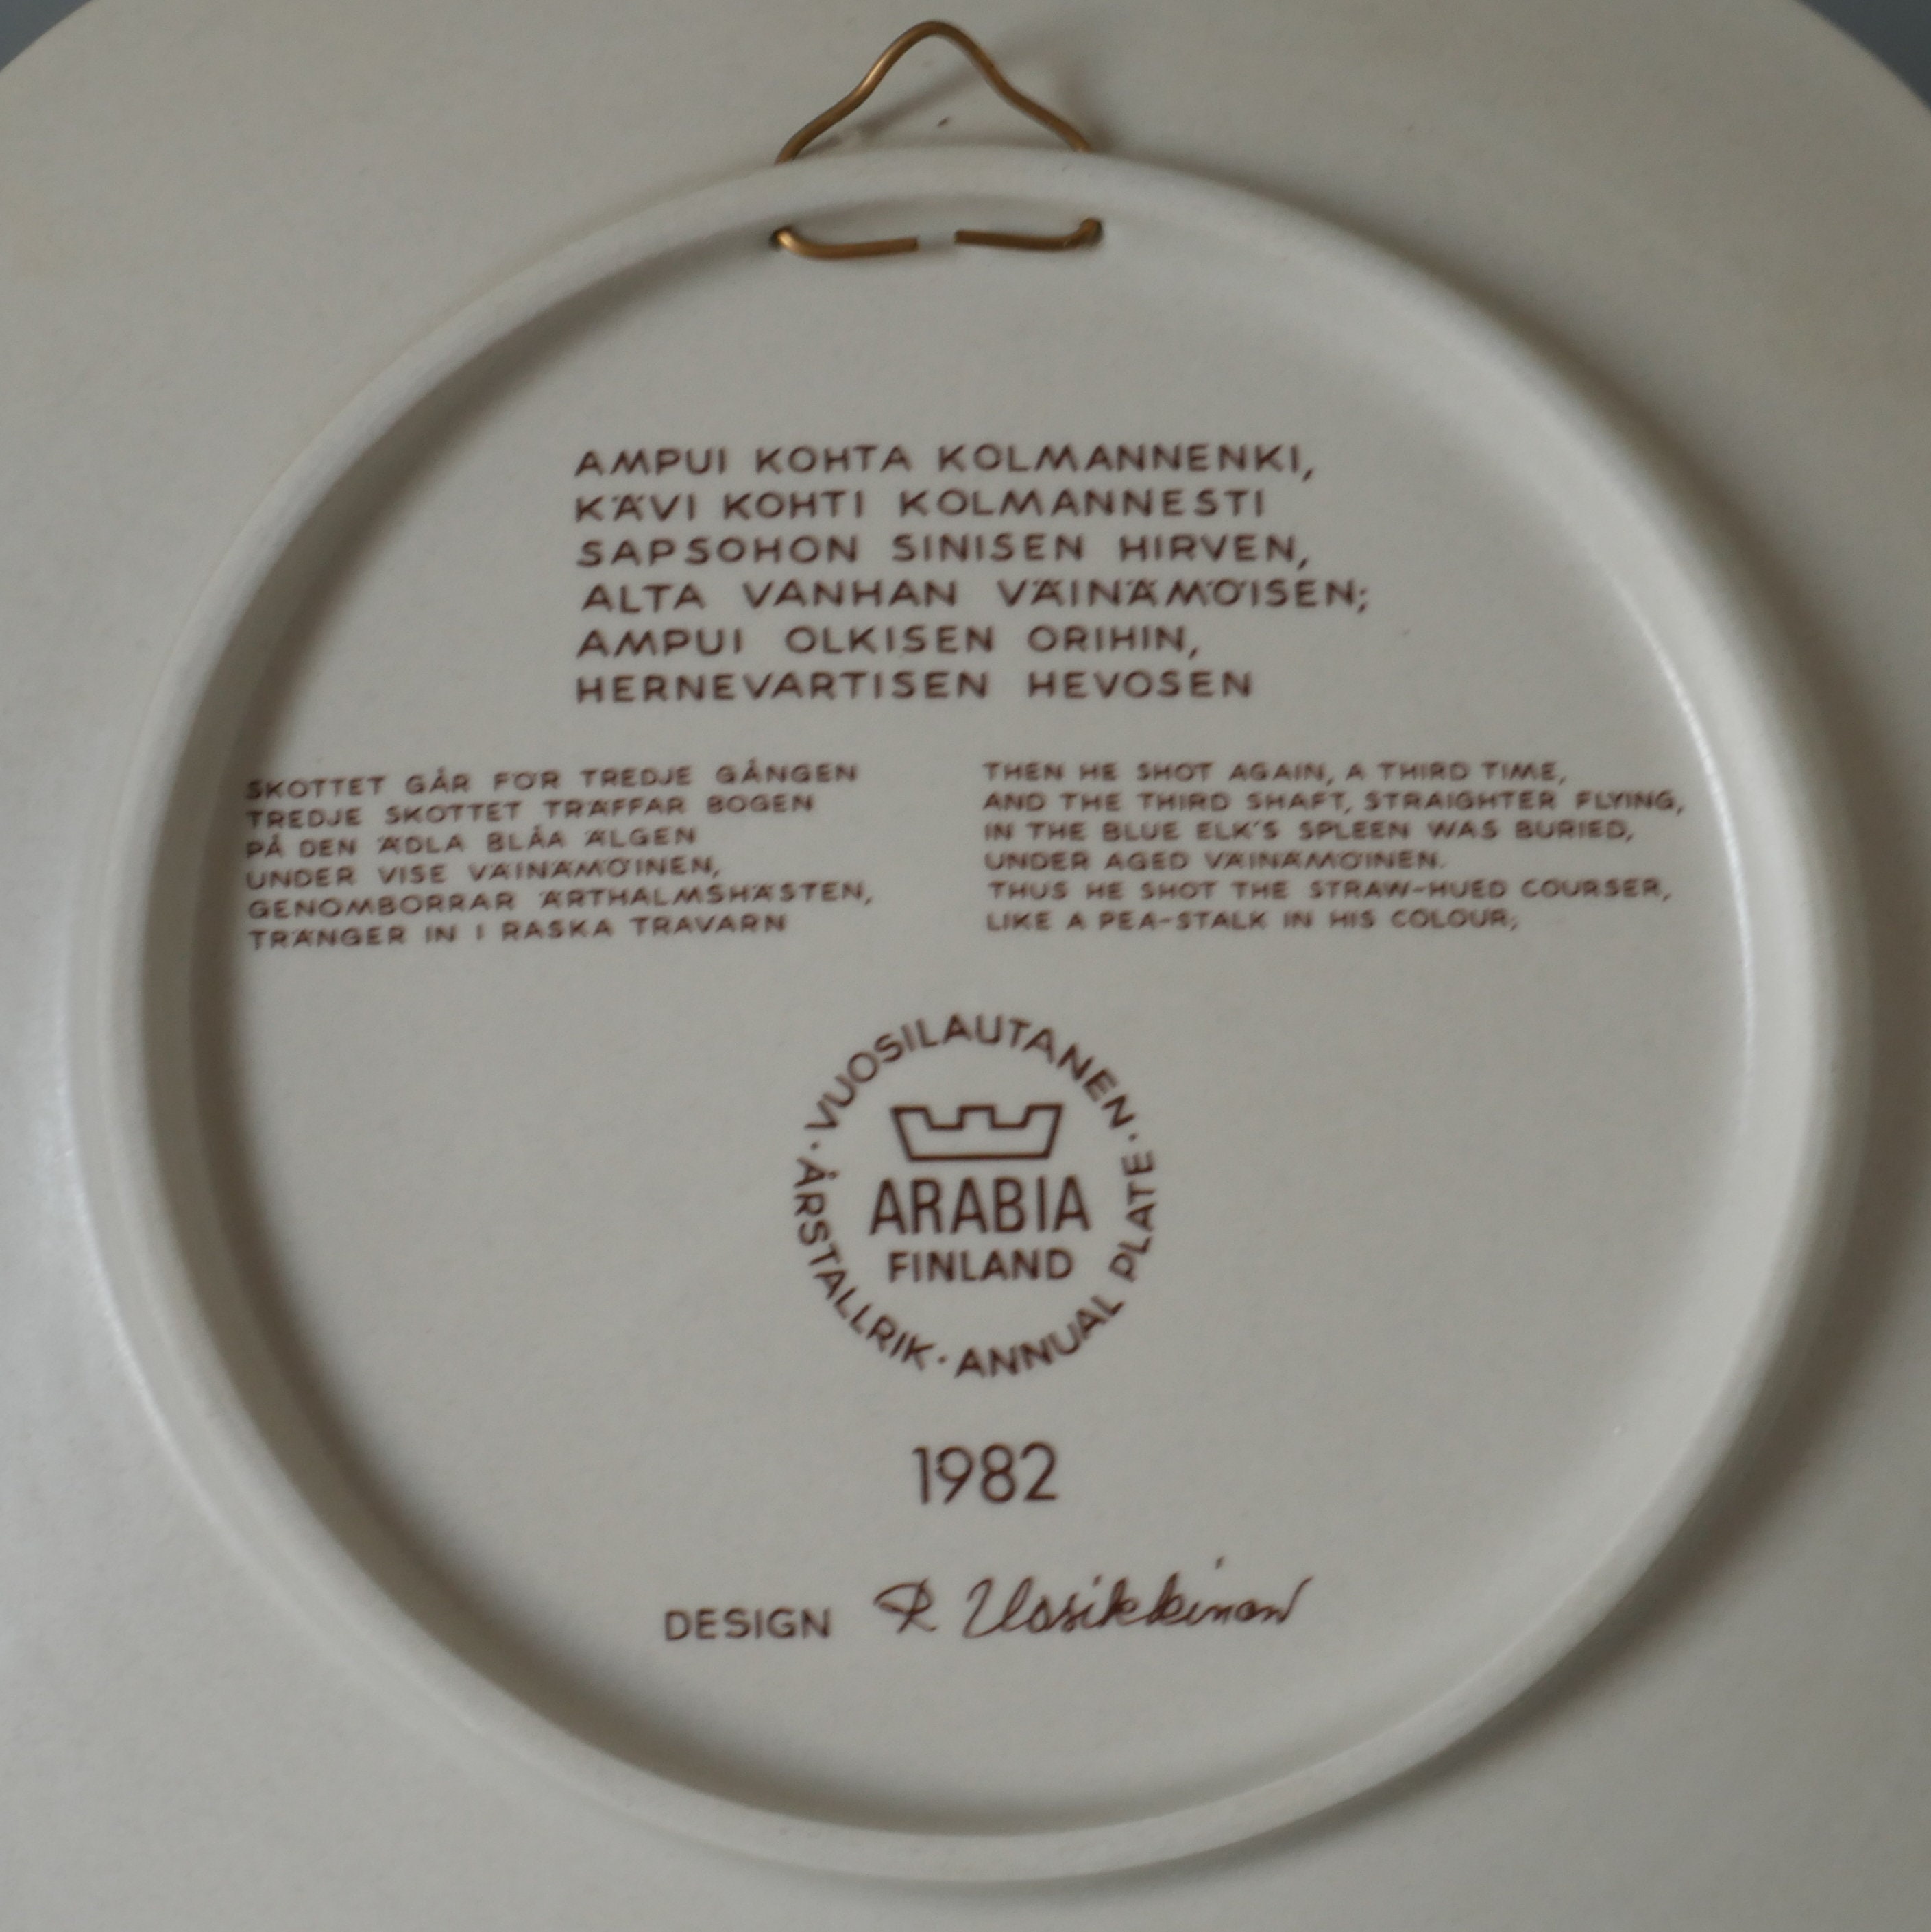 AMPUI KOHTA KOLMANNENKI,
KÄVI KOHTI KOLMANNESTI
SAPSOHON SINISEN HIRVEN,
ALTA VANHAN VÄINÄMÖISEN;
AMPUI OLKISEN ORIHIN,
HERNEVARTISEN HEVOSEN
SKOTTET GÅR FÖR TREDJE GÅNGEN
TREDJE SKOTTET TRÄFFAR BOGEN
PÅ DEN ÄDLA BLÅA ÄLGEN
UNDER VISE VÄINÄMÖINEN,
GENOMBORRAR ÄRTHALMSHÄSTEN,
TRÄNGER IN I RASKA TRAVARN
THEN HE SHOT AGAIN, A THIRD TIME,
AND THE THIRD SHAFT, STRAIGHTER FLYING,
IN THE BLUE ELK'S SPLEEN WAS BURIED,
UNDER AGED VÄINÄMÖINEN.
THUS HE SHOT THE STRAW-HUED COURSER,
LIKE A PEA-STALK IN HIS COLOUR;
· VUOSILAUTANEN · ANNUAL PLATE · ÅRSTALLRIK
ARABIA
FINLAND
1982
DESIGN R Uosikkinen